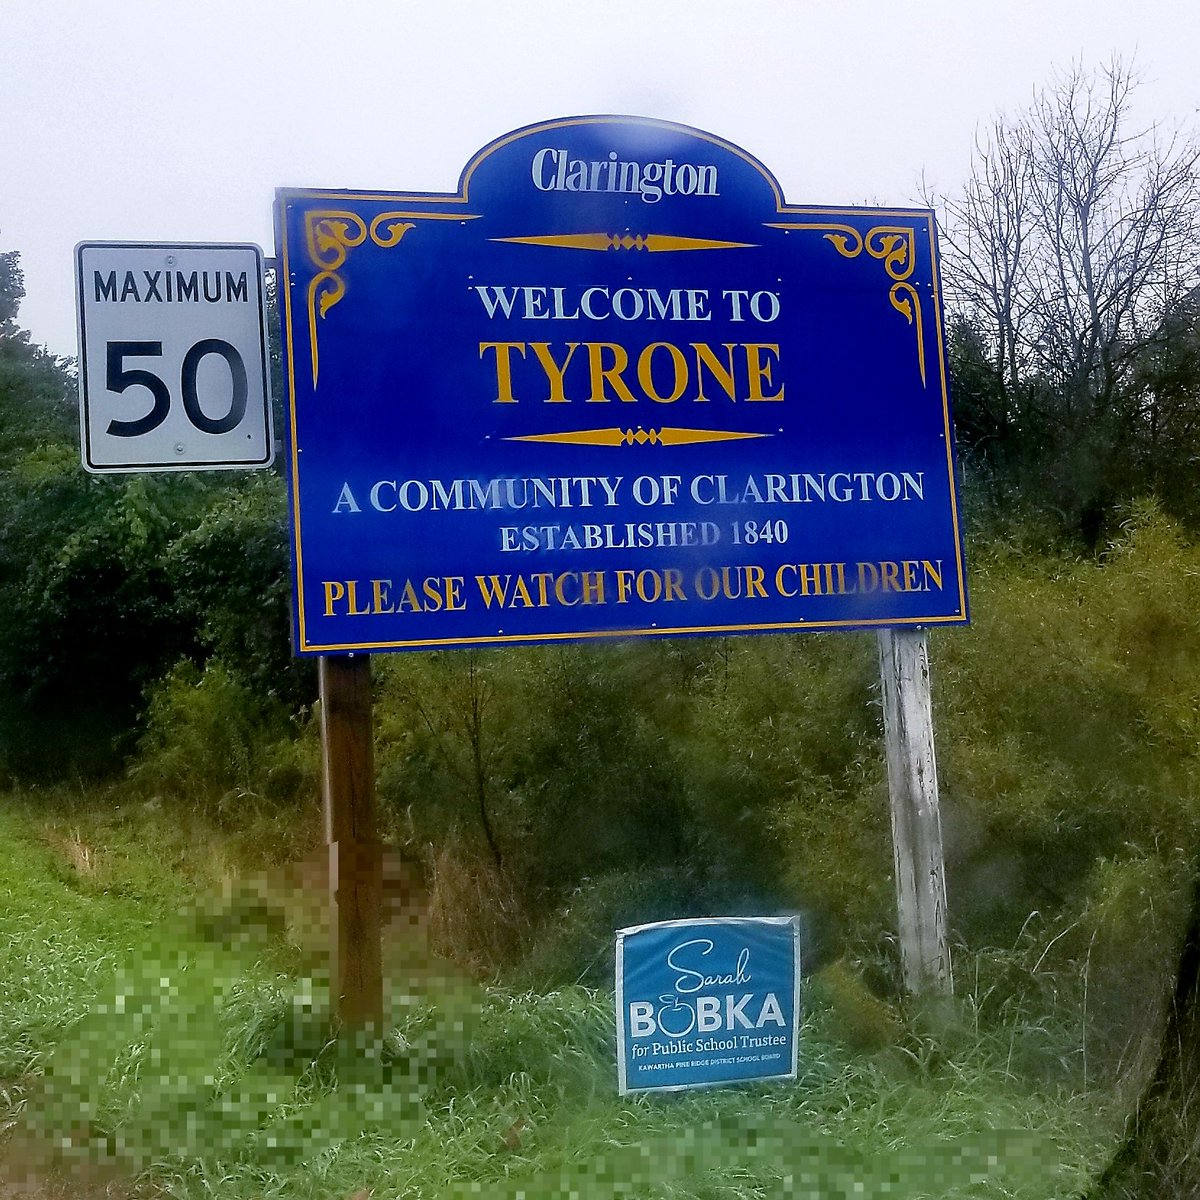 Clarington
MAXIMUM
50
WELCOME TO
TYRONE
A COMMUNITY OF CLARINGTON
ESTABLISHED 1840
PLEASE WATCH FOR OUR CHILDREN
Sarah
BOBKA
for Public School Trustee
KAWARTHA PINE RIDGE DISTRICT SCHOOL BOARD